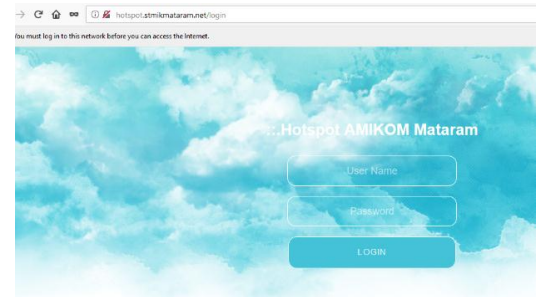 hotspot.stmikmataram.net/login
You must log in to this network before you can access the Internet.
::.Hotspot AMIKOM Mataram
User Name
Password
LOGIN